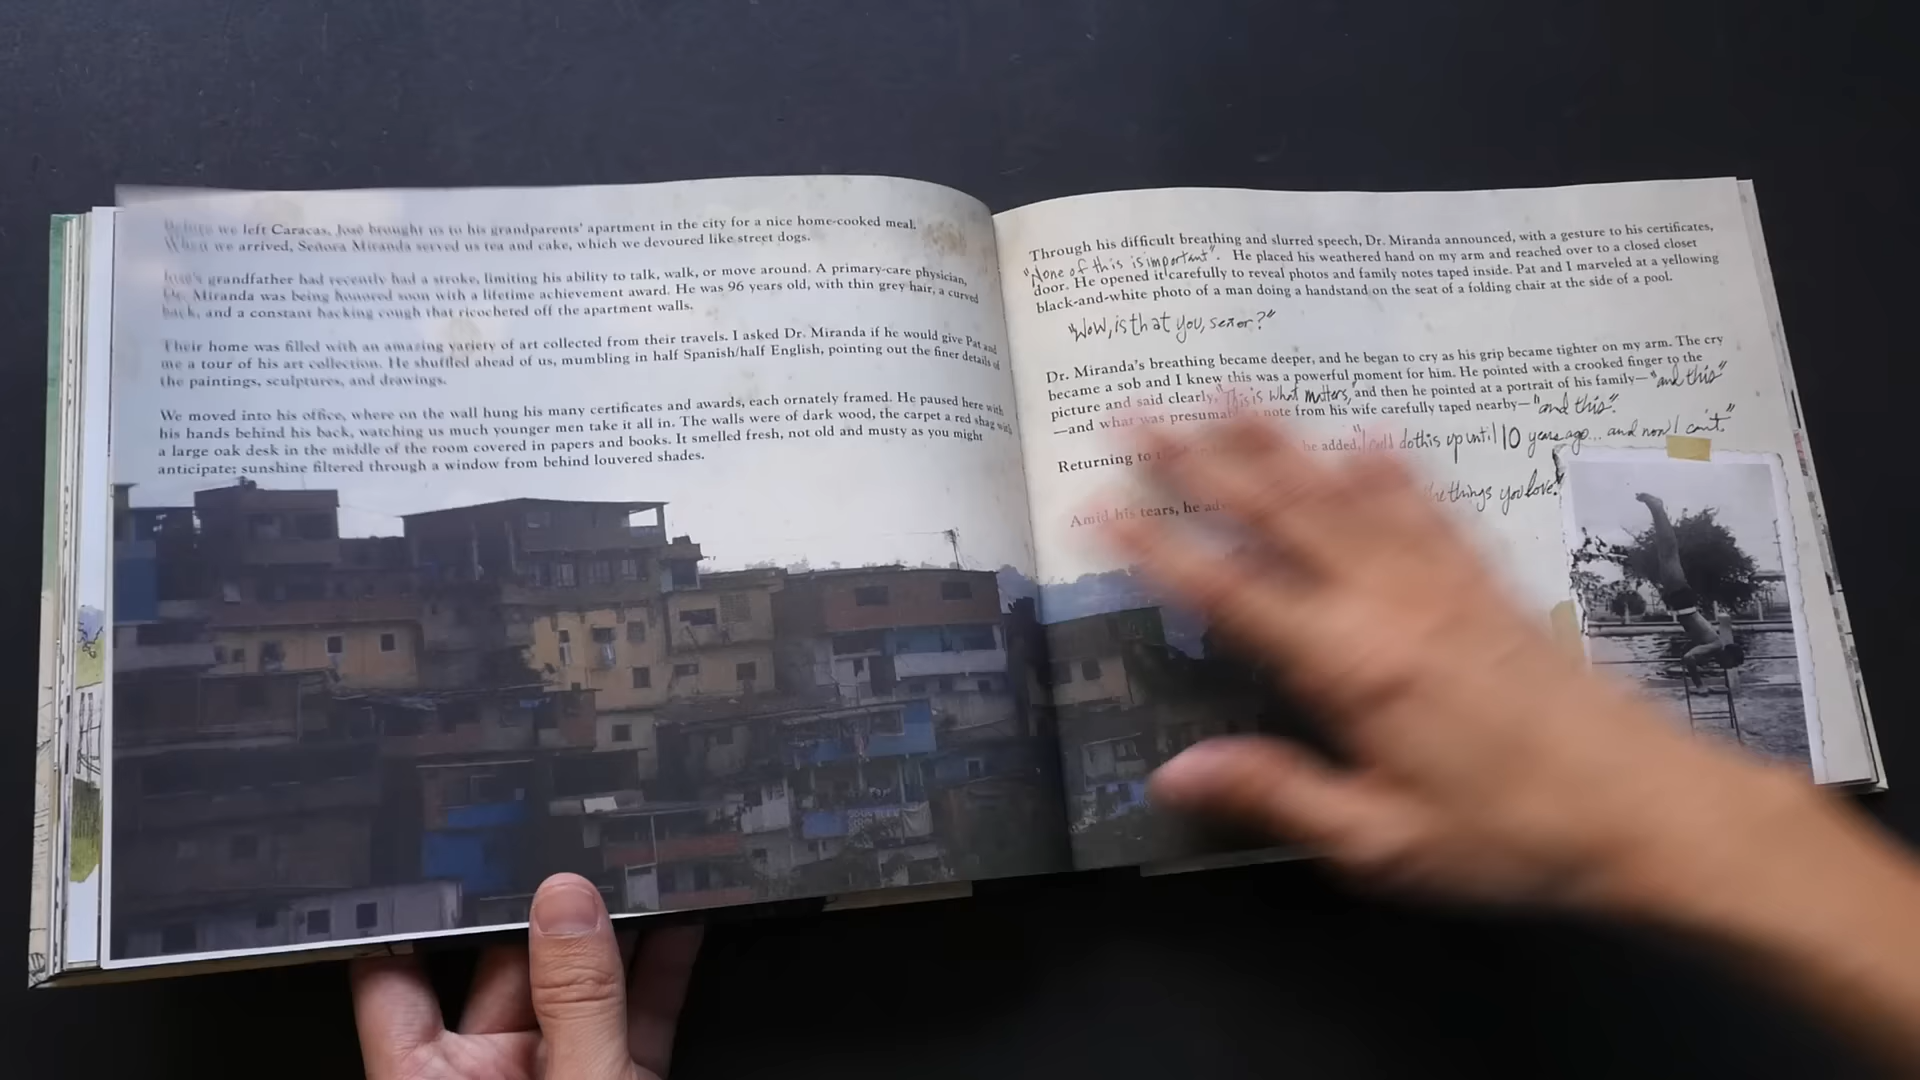 Before we left Caracas, José brought us to his grandparents' apartment in the city for a nice home-cooked meal.
When we arrived, Señora Miranda served us tea and cake, which we devoured like street dogs.
José's grandfather had recently had a stroke, limiting his ability to talk, walk, or move around. A primary-care physician,
Dr. Miranda was being honored soon with a lifetime achievement award. He was 96 years old, with thin grey hair, a curved
back, and a constant hacking cough that ricocheted off the apartment walls.
Their home was filled with an amazing variety of art collected from their travels. I asked Dr. Miranda if he would give Pat and
me a tour of his art collection. He shuffled ahead of us, mumbling in half Spanish/half English, pointing out the finer details of
the paintings, sculptures, and drawings.
We moved into his office, where on the wall hung his many certificates and awards, each ornately framed. He paused here with
his hands behind his back, watching us much younger men take it all in. The walls were of dark wood, the carpet a red shag with
a large oak desk in the middle of the room covered in papers and books. It smelled fresh, not old and musty as you might
anticipate; sunshine filtered through a window from behind louvered shades.
Through his difficult breathing and slurred speech, Dr. Miranda announced, with a gesture to his certificates,
"None of this is important". He placed his weathered hand on my arm and reached over to a closed closet
door. He opened it carefully to reveal photos and family notes taped inside. Pat and I marveled at a yellowing
black-and-white photo of a man doing a handstand on the seat of a folding chair at the side of a pool.
"Wow, is that you, señor?"
Dr. Miranda's breathing became deeper, and he began to cry as his grip became tighter on my arm. The cry
became a sob and I knew this was a powerful moment for him. He pointed with a crooked finger to the
picture and said clearly, "This is what matters," and then he pointed at a portrait of his family—"and this"
—and what was presumably note from his wife carefully taped nearby—"and this".
Returning to he added, "I could do this up until 10 years ago... and now I can't."
Amid his tears, he the things you love."